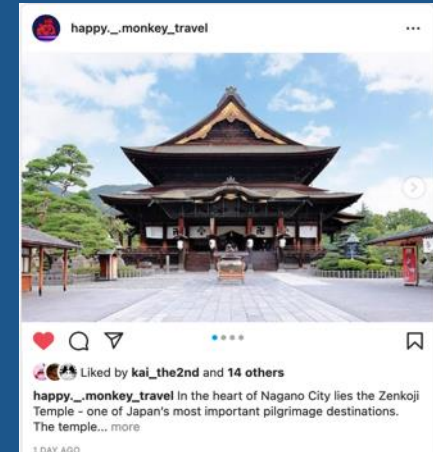 happy._.monkey_travel
Liked by kai_the2nd and 14 others
happy._.monkey_travel In the heart of Nagano City lies the Zenkoji
Temple - one of Japan's most important pilgrimage destinations.
The temple... more
1 DAY AGO